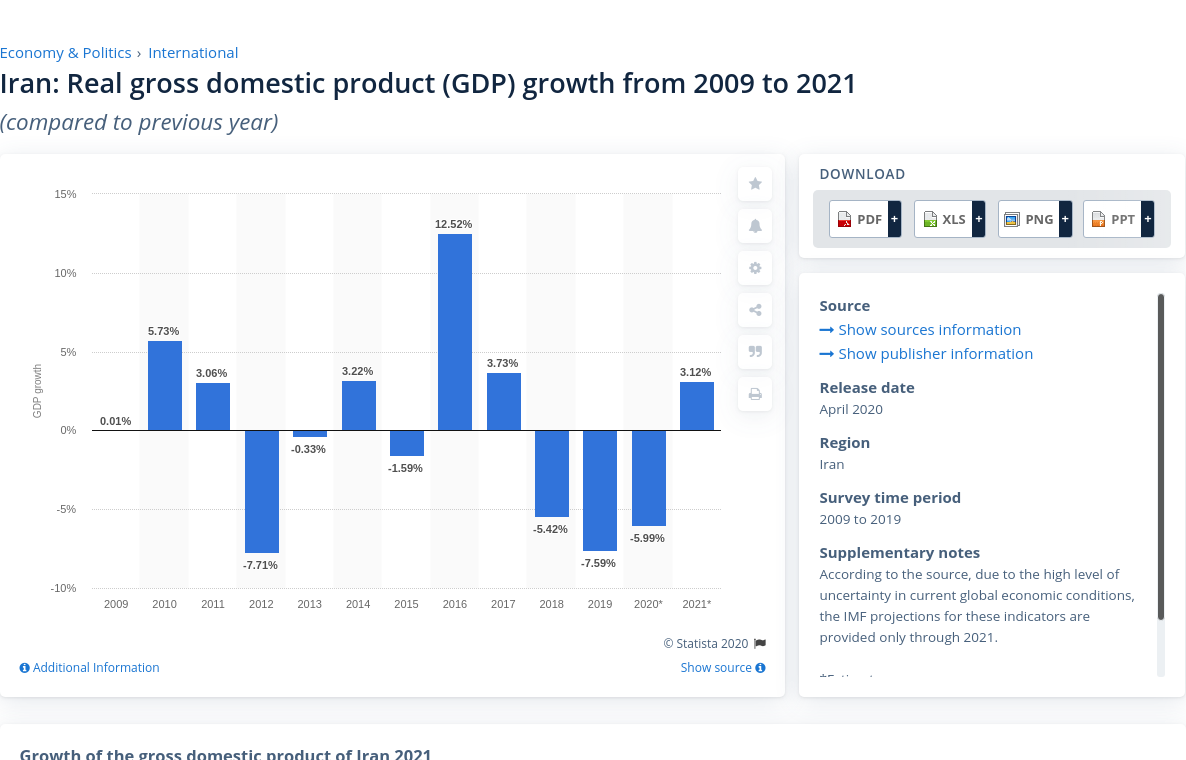 Economy & Politics › International
Iran: Real gross domestic product (GDP) growth from 2009 to 2021
(compared to previous year)
15%
10%
5%
0%
-5%
-10%
GDP growth
0.01%
5.73%
3.06%
-7.71%
-0.33%
3.22%
-1.59%
12.52%
3.73%
-5.42%
-7.59%
-5.99%
3.12%
2009 2010 2011 2012 2013 2014 2015 2016 2017 2018 2019 2020* 2021*
© Statista 2020
Additional Information
Show source
DOWNLOAD
PDF + XLS + PNG + PPT +
Source
Show sources information
Show publisher information
Release date
April 2020
Region
Iran
Survey time period
2009 to 2019
Supplementary notes
According to the source, due to the high level of
uncertainty in current global economic conditions,
the IMF projections for these indicators are
provided only through 2021.
Growth of the gross domestic product of Iran 2021